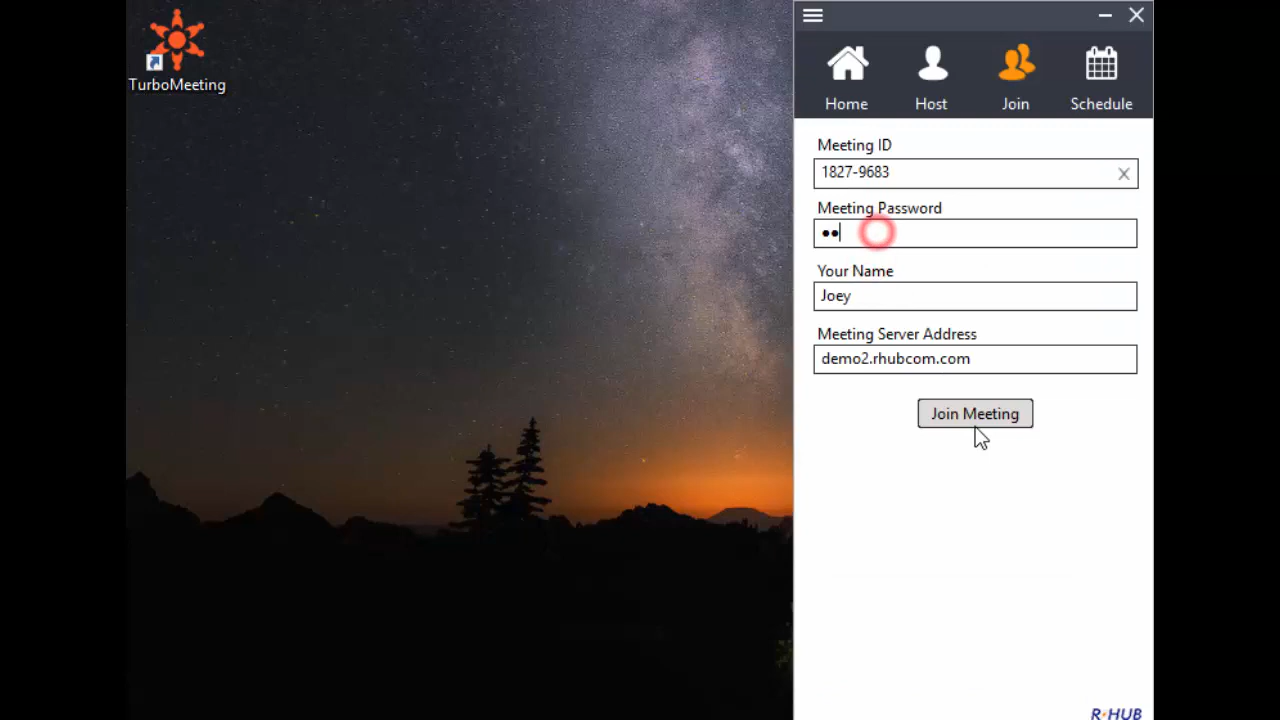 TurboMeeting
Home Host Join Schedule
Meeting ID
1827-9683
Meeting Password
••
Your Name
Joey
Meeting Server Address
demo2.rhubcom.com
Join Meeting
R•HUB